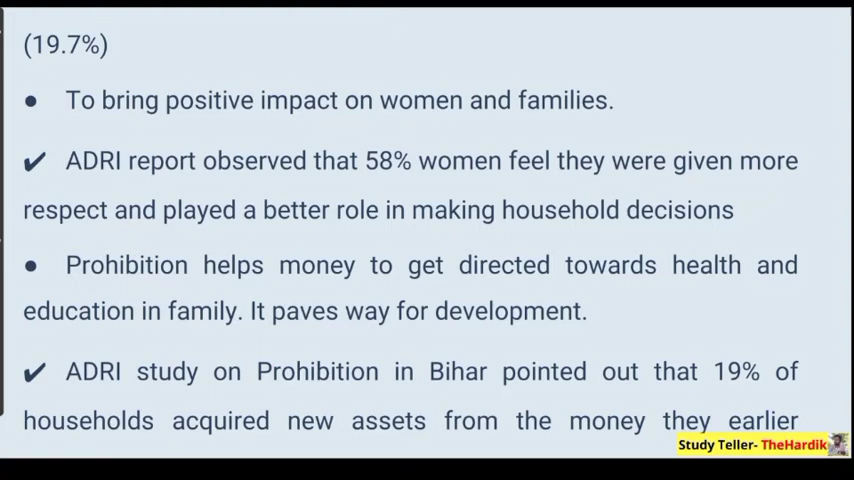 (19.7%)
● To bring positive impact on women and families.
✔ ADRI report observed that 58% women feel they were given more
respect and played a better role in making household decisions
● Prohibition helps money to get directed towards health and
education in family. It paves way for development.
✔ ADRI study on Prohibition in Bihar pointed out that 19% of
households acquired new assets from the money they earlier
Study Teller- TheHardik